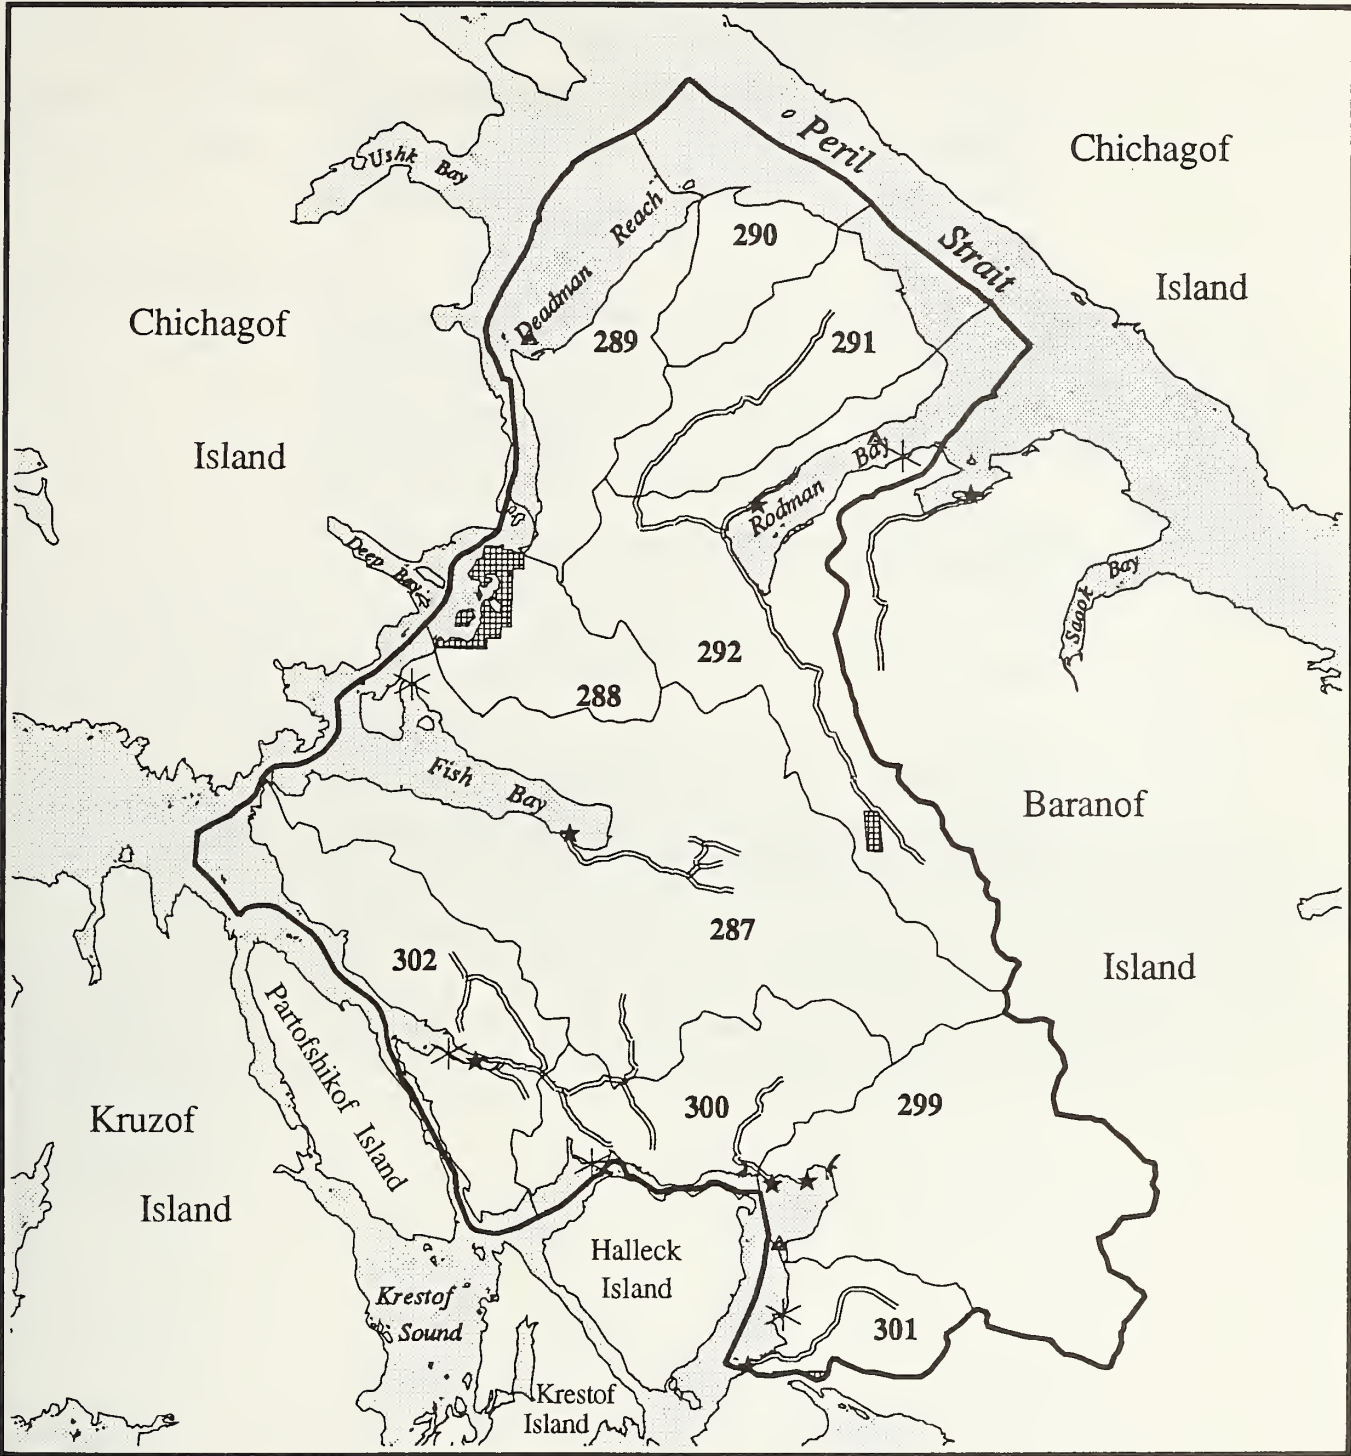 Peril
Strait
Chichagof
Island
Ushk Bay
Deadman Reach
290
289
291
Chichagof
Island
Rodman Bay
Deep Bay
Saook Bay
292
288
Fish Bay
Baranof
Island
287
302
Partofshikof Island
300
299
Kruzof
Island
Halleck
Island
Krestof
Sound
301
Krestof
Island